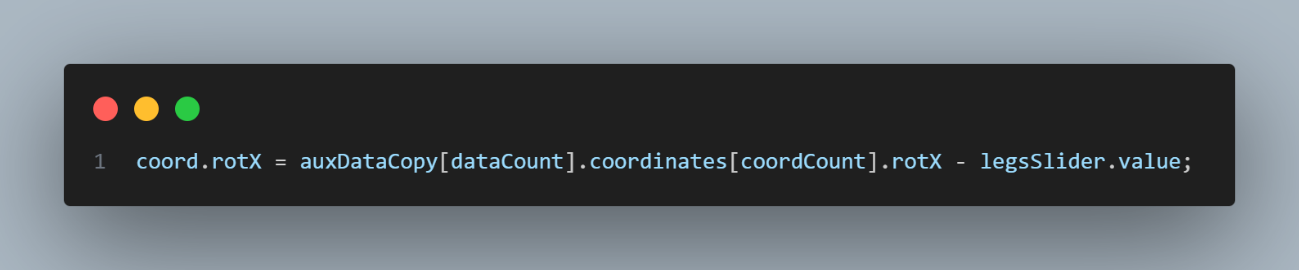 1 coord.rotX = auxDataCopy[dataCount].coordinates[coordCount].rotX - legsSlider.value;